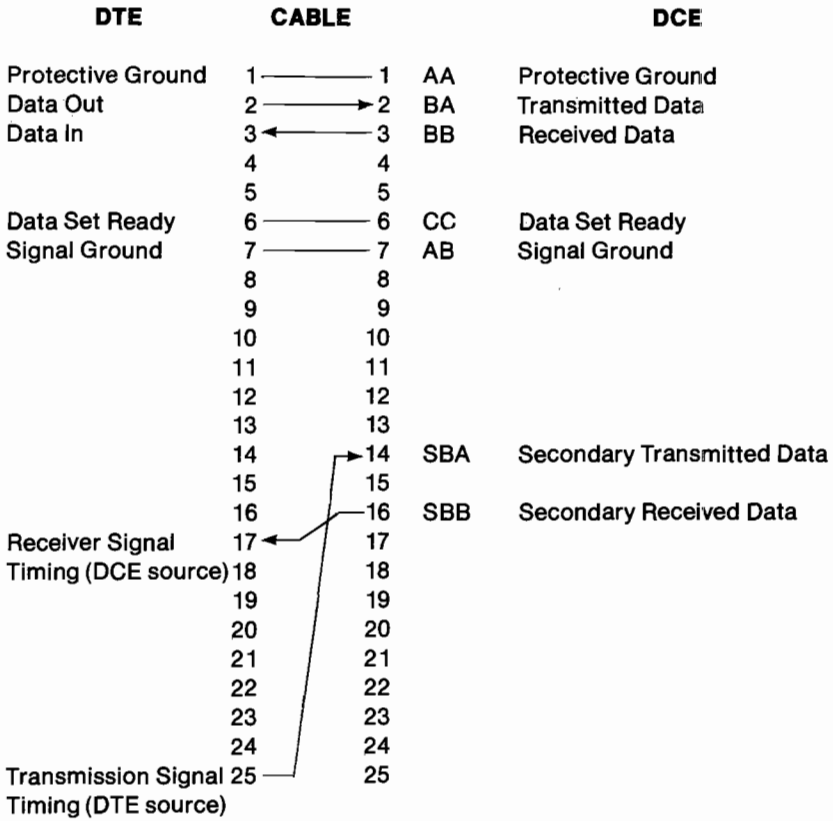 DTE CABLE DCE
Protective Ground 1 1 AA Protective Ground
Data Out 2 2 BA Transmitted Data
Data In 3 3 BB Received Data
4 4
5 5
Data Set Ready 6 6 CC Data Set Ready
Signal Ground 7 7 AB Signal Ground
8 8
9 9
10 10
11 11
12 12
13 13
14 14 SBA Secondary Transmitted Data
15 15
16 16 SBB Secondary Received Data
Receiver Signal 17 17
Timing (DCE source) 18 18
19 19
20 20
21 21
22 22
23 23
24 24
Transmission Signal 25 25
Timing (DTE source)